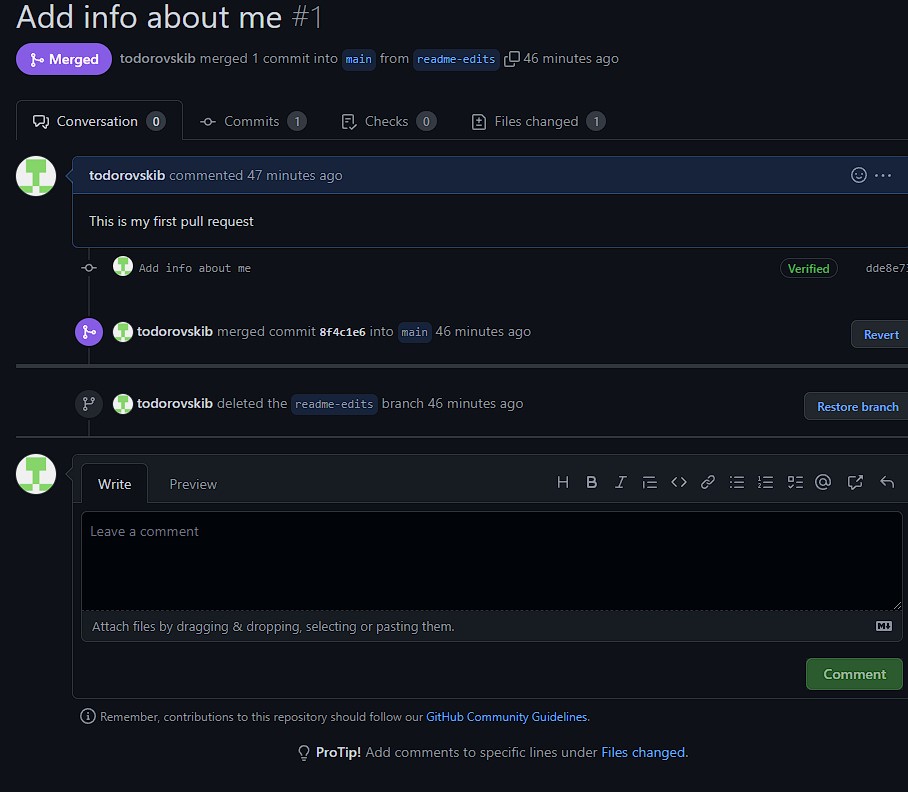 Add info about me #1
Merged todorovskib merged 1 commit into main from readme-edits 46 minutes ago
Conversation 0 Commits 1 Checks 0 Files changed 1
todorovskib commented 47 minutes ago
This is my first pull request
Add info about me Verified dde8e7
todorovskib merged commit 8f4c1e6 into main 46 minutes ago Revert
todorovskib deleted the readme-edits branch 46 minutes ago Restore branch
Write Preview
Leave a comment
Attach files by dragging & dropping, selecting or pasting them.
Comment
Remember, contributions to this repository should follow our GitHub Community Guidelines.
ProTip! Add comments to specific lines under Files changed.